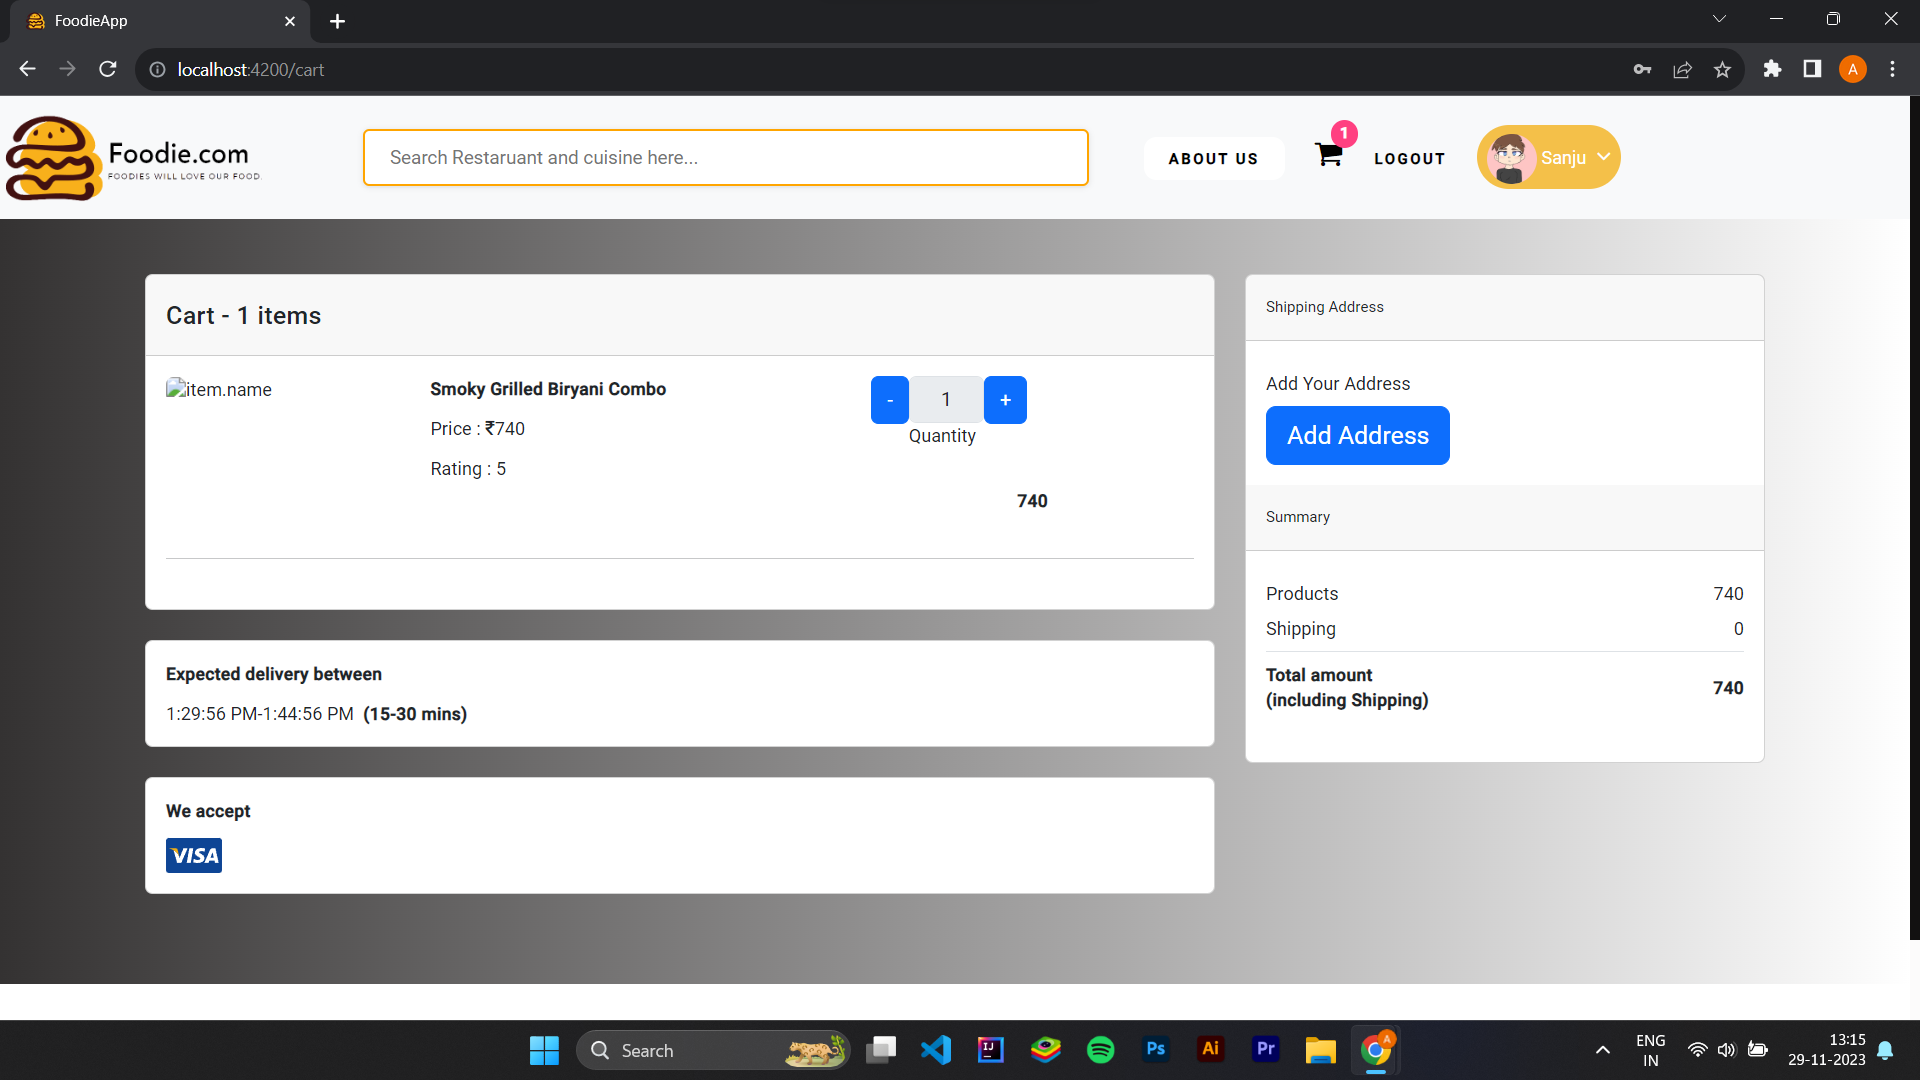 FoodieApp
localhost:4200/cart
A
Foodie.com
FOODIES WILL LOVE OUR FOOD.
Search Restaruant and cuisine here...
ABOUT US
1
LOGOUT
Sanju
Cart - 1 items
item.name
Smoky Grilled Biryani Combo
Price : ₹740
Rating : 5
-
1
+
Quantity
740
Expected delivery between
1:29:56 PM-1:44:56 PM (15-30 mins)
We accept
VISA
Shipping Address
Add Your Address
Add Address
Summary
Products 740
Shipping 0
Total amount
(including Shipping) 740
Search
IJ
Ps
Ai
Pr
A
ENG
IN
13:15
29-11-2023